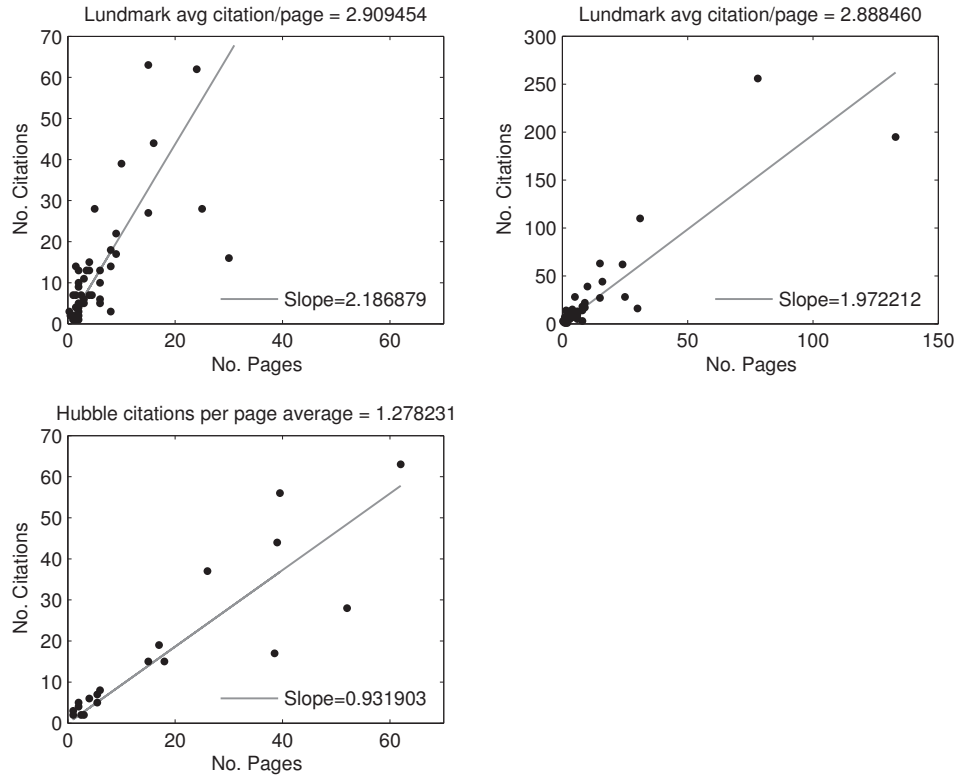 Lundmark avg citation/page = 2.909454
70
60
50
40
30
20
10
0
No. Citations
Slope=2.186879
0
20
40
60
No. Pages
Lundmark avg citation/page = 2.888460
300
250
200
150
100
50
0
No. Citations
Slope=1.972212
0
50
100
150
No. Pages
Hubble citations per page average = 1.278231
70
60
50
40
30
20
10
0
No. Citations
Slope=0.931903
0
20
40
60
No. Pages